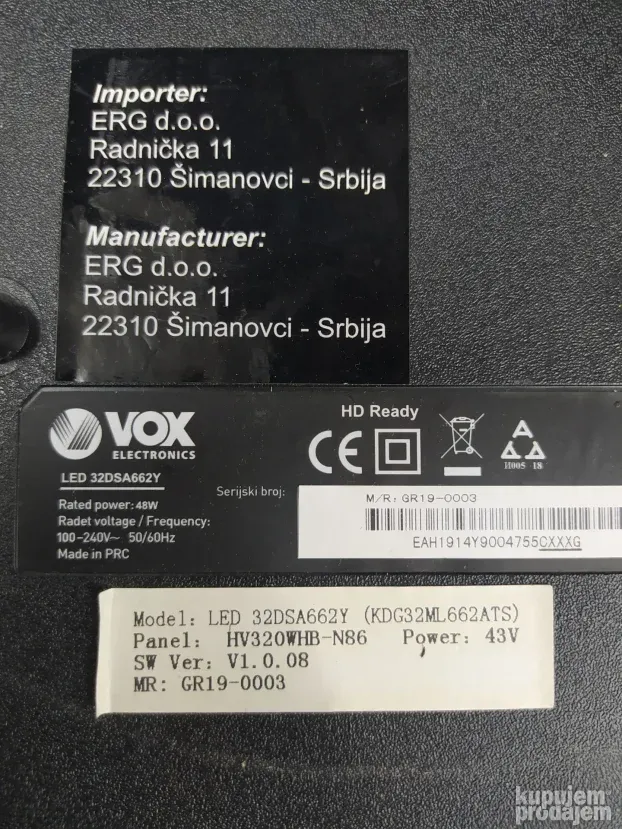 Importer:
ERG d.o.o.
Radnička 11
22310 Šimanovci - Srbija
Manufacturer:
ERG d.o.o.
Radnička 11
22310 Šimanovci - Srbija
VOX
ELECTRONICS
LED 32DSA662Y
Rated power: 48W
Radet voltage / Frequency:
100-240V~ 50/60Hz
Made in PRC
HD Ready
CE
A A A
И005 18
Serijski broj:
M/R: GR19-0003
EAH1914Y9004755CXXXG
Model: LED 32DSA662Y (KDG32ML662ATS)
Panel: HV320WHB-N86 Power: 43V
SW Ver: V1.0.08
MR: GR19-0003
kupujem
prodajem